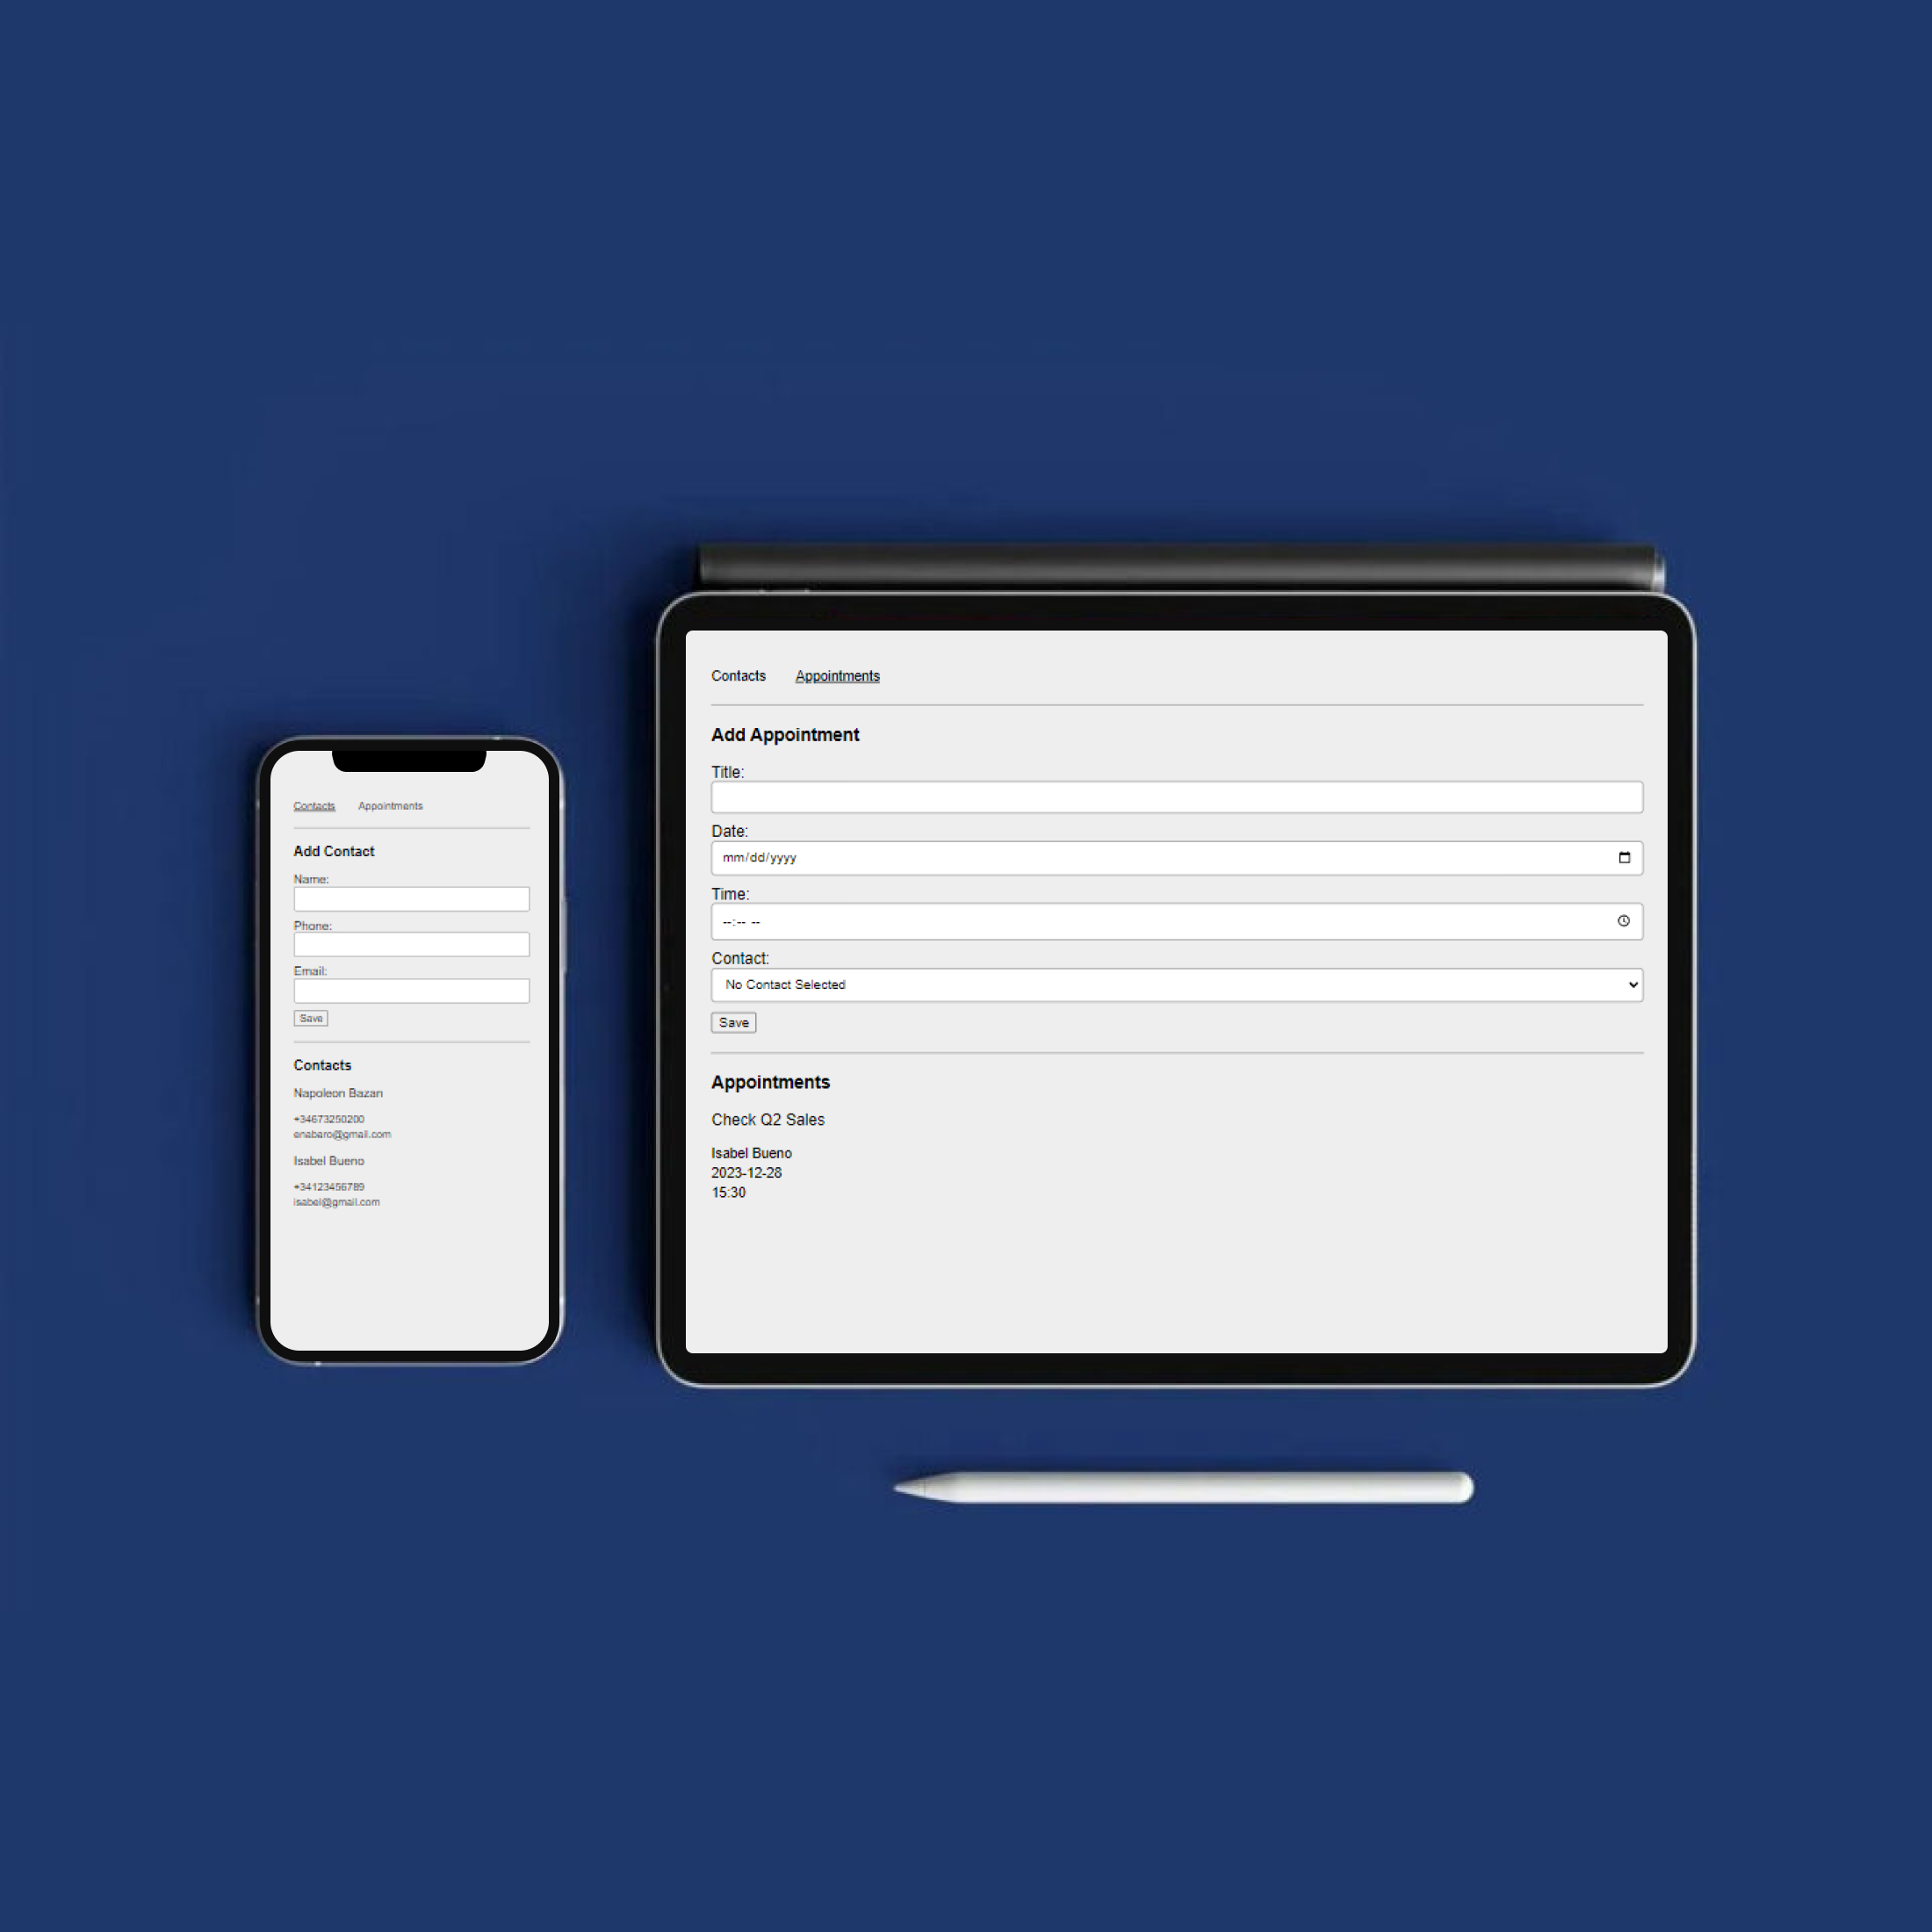 Contacts Appointments
Add Contact
Name:
Phone:
Email:
Save
Contacts
Napoleon Bazan
+34673250200
enabaro@gmail.com
Isabel Bueno
+34123456789
isabel@gmail.com
Contacts Appointments
Add Appointment
Title:
Date:
mm/dd/yyyy
Time:
--:-- --
Contact:
No Contact Selected
Save
Appointments
Check Q2 Sales
Isabel Bueno
2023-12-28
15:30